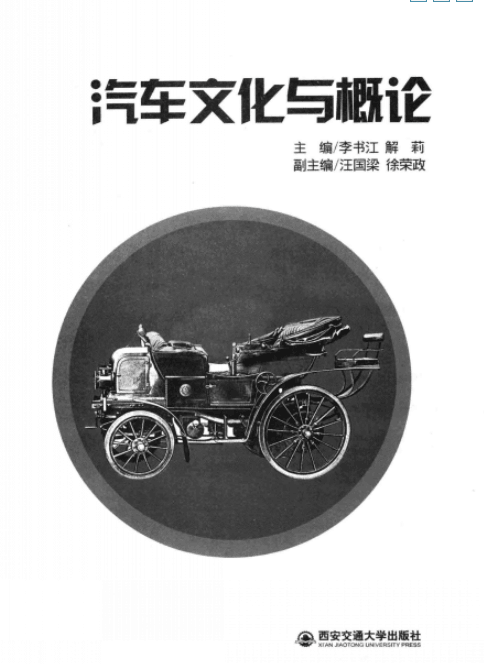 汽车文化与概论
主 编/李书江 解 莉
副主编/汪国梁 徐荣政
西安交通大学出版社
XI'AN JIAOTONG UNIVERSITY PRESS